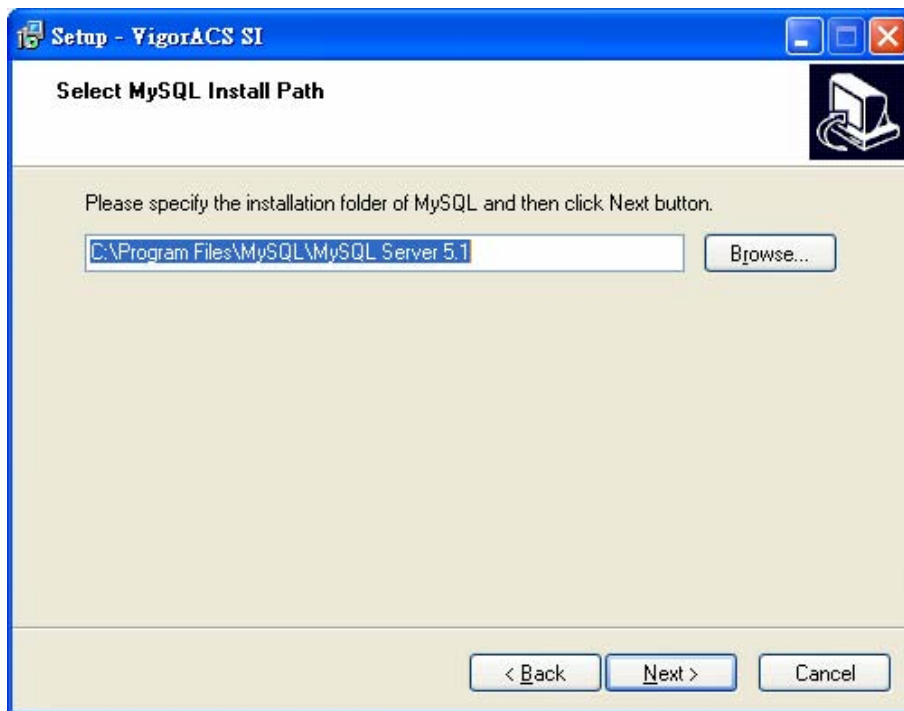 Setup - VigorACS SI
Select MySQL Install Path
Please specify the installation folder of MySQL and then click Next button.
C:\Program Files\MySQL\MySQL Server 5.1
Browse...
< Back
Next >
Cancel